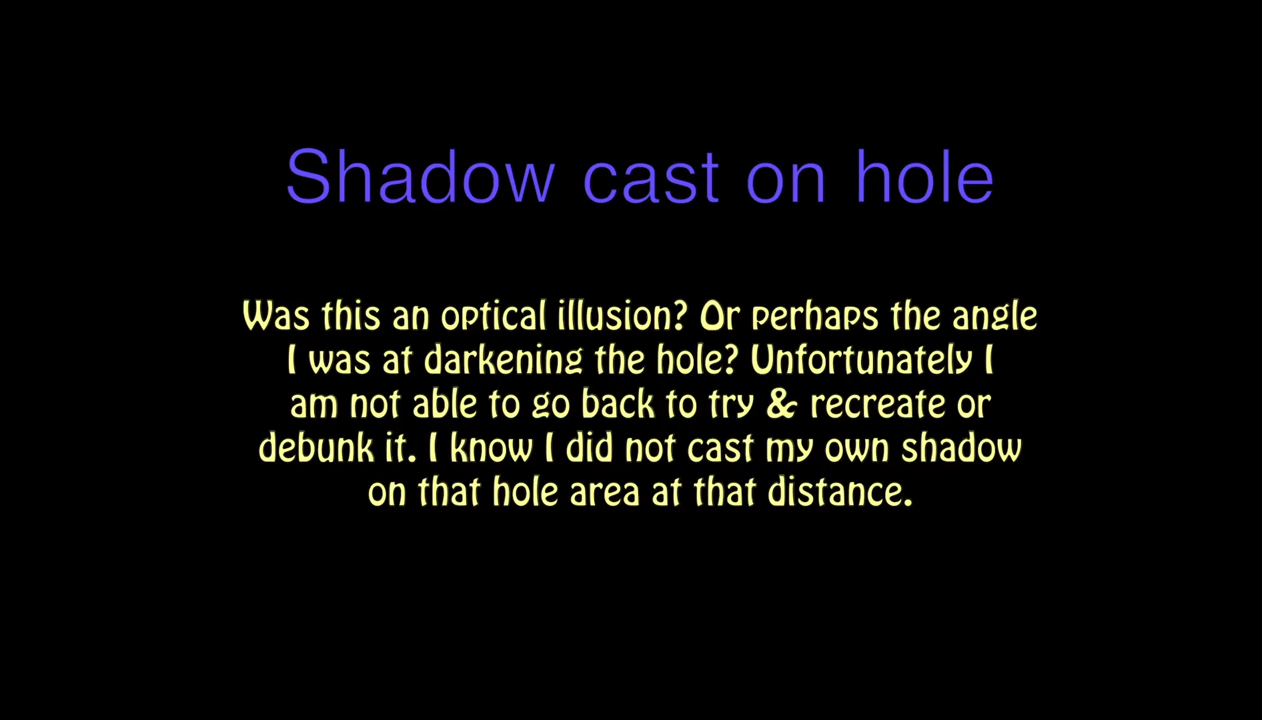 Shadow cast on hole
Was this an optical illusion? Or perhaps the angle
I was at darkening the hole? Unfortunately I
am not able to go back to try & recreate or
debunk it. I know I did not cast my own shadow
on that hole area at that distance.